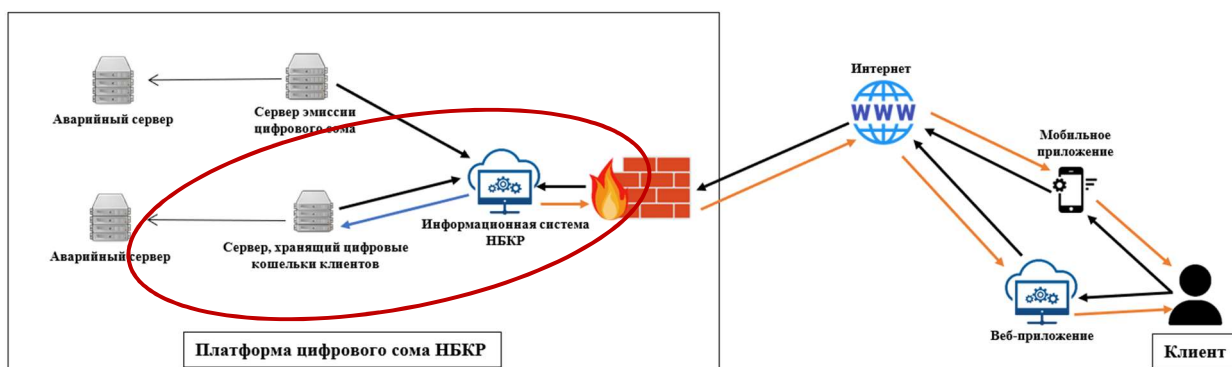 Интернет
WWW
Мобильное
приложение
Аварийный сервер
Сервер эмиссии
цифрового сома
Аварийный сервер
Сервер, хранящий цифровые
кошельки клиентов
Информационная система
НБКР
Веб-приложение
Платформа цифрового сома НБКР
Клиент